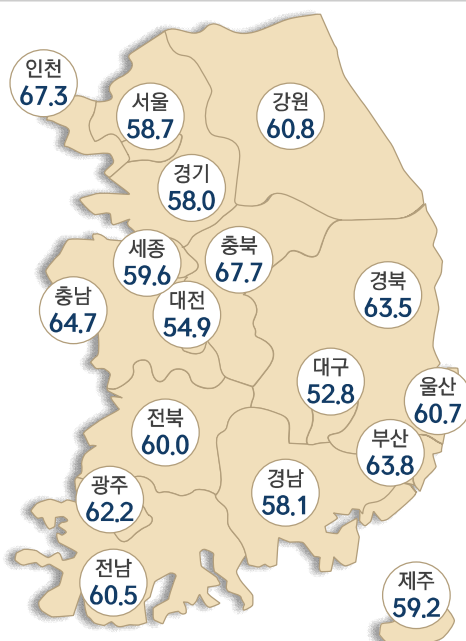 인천
67.3
서울
58.7
강원
60.8
경기
58.0
세종
59.6
충북
67.7
충남
64.7
대전
54.9
경북
63.5
대구
52.8
울산
60.7
전북
60.0
부산
63.8
광주
62.2
경남
58.1
전남
60.5
제주
59.2